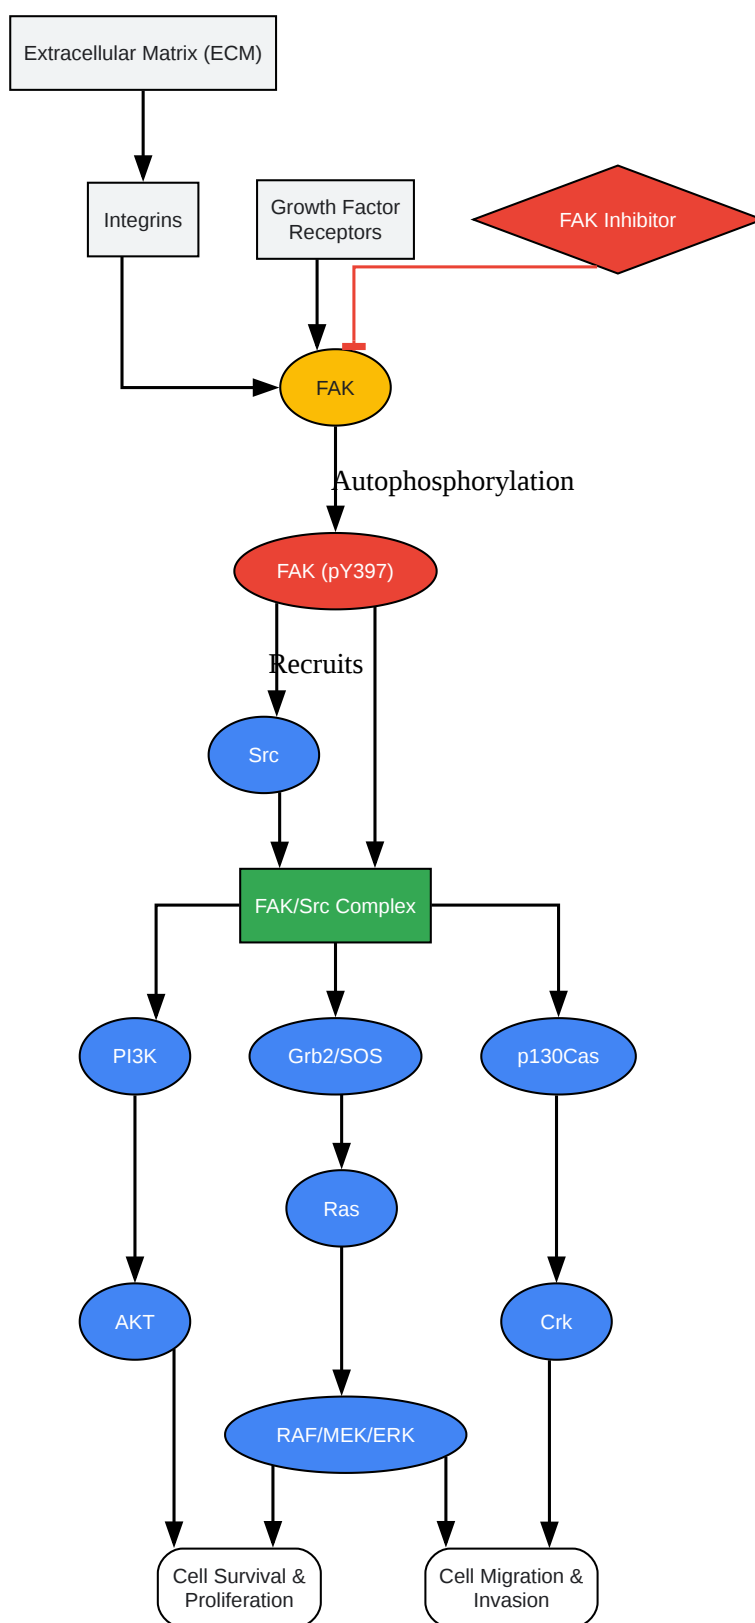 Extracellular Matrix (ECM)
Integrins
Growth Factor
Receptors
FAK Inhibitor
FAK
Autophosphorylation
FAK (pY397)
Recruits
Src
FAK/Src Complex
PI3K
Grb2/SOS
p130Cas
Ras
AKT
Crk
RAF/MEK/ERK
Cell Survival &
Proliferation
Cell Migration &
Invasion